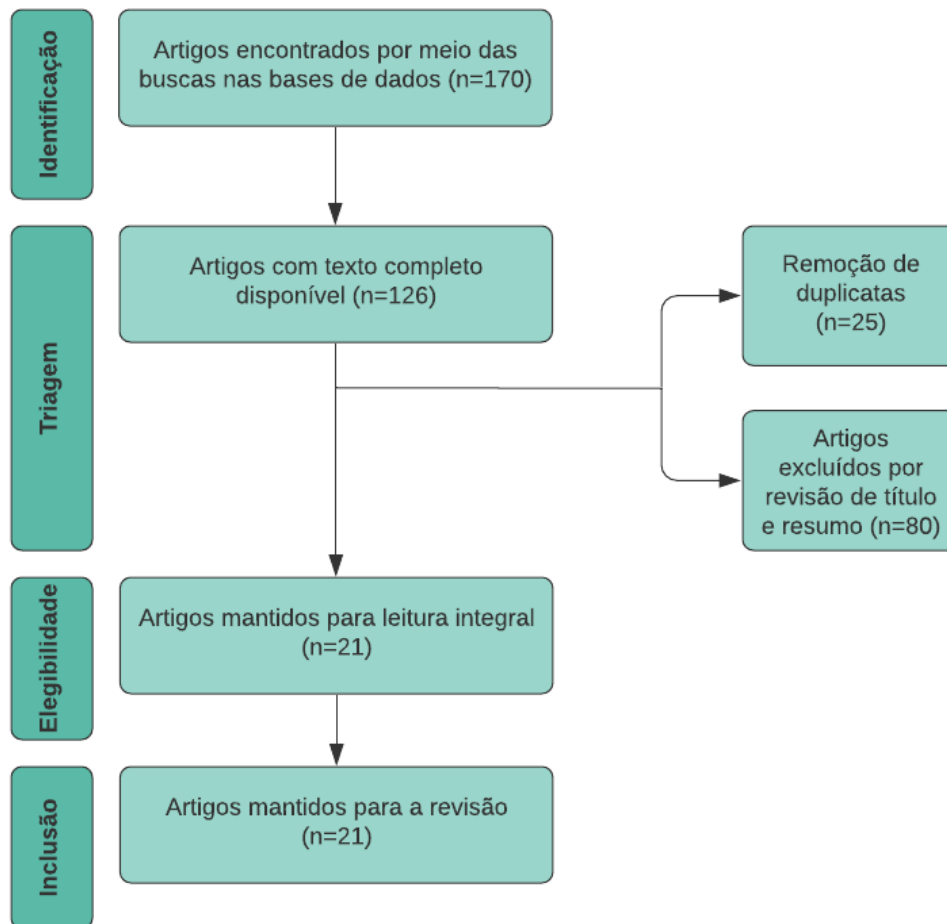 Identificação
Artigos encontrados por meio das
buscas nas bases de dados (n=170)
Triagem
Artigos com texto completo
disponível (n=126)
Remoção de
duplicatas
(n=25)
Artigos
excluídos por
revisão de título
e resumo (n=80)
Elegibilidade
Artigos mantidos para leitura integral
(n=21)
Inclusão
Artigos mantidos para a revisão
(n=21)